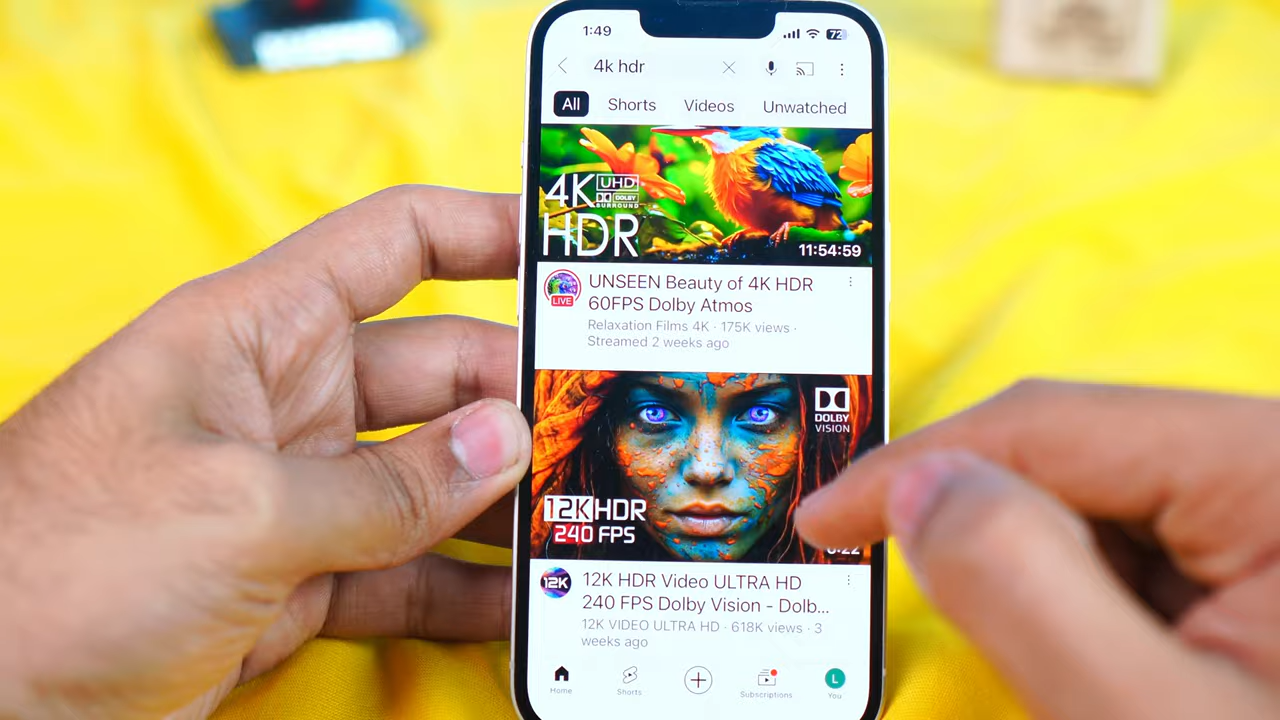 1:49
72
4k hdr
All Shorts Videos Unwatched
4K UHD
DOLBY
SURROUND
HDR
11:54:59
LIVE
UNSEEN Beauty of 4K HDR
60FPS Dolby Atmos
Relaxation Films 4K · 175K views ·
Streamed 2 weeks ago
DOLBY
VISION
12K HDR
240 FPS
12K
12K HDR Video ULTRA HD
240 FPS Dolby Vision - Dolb...
12K VIDEO ULTRA HD · 618K views · 3
weeks ago
Home Shorts Subscriptions You
L